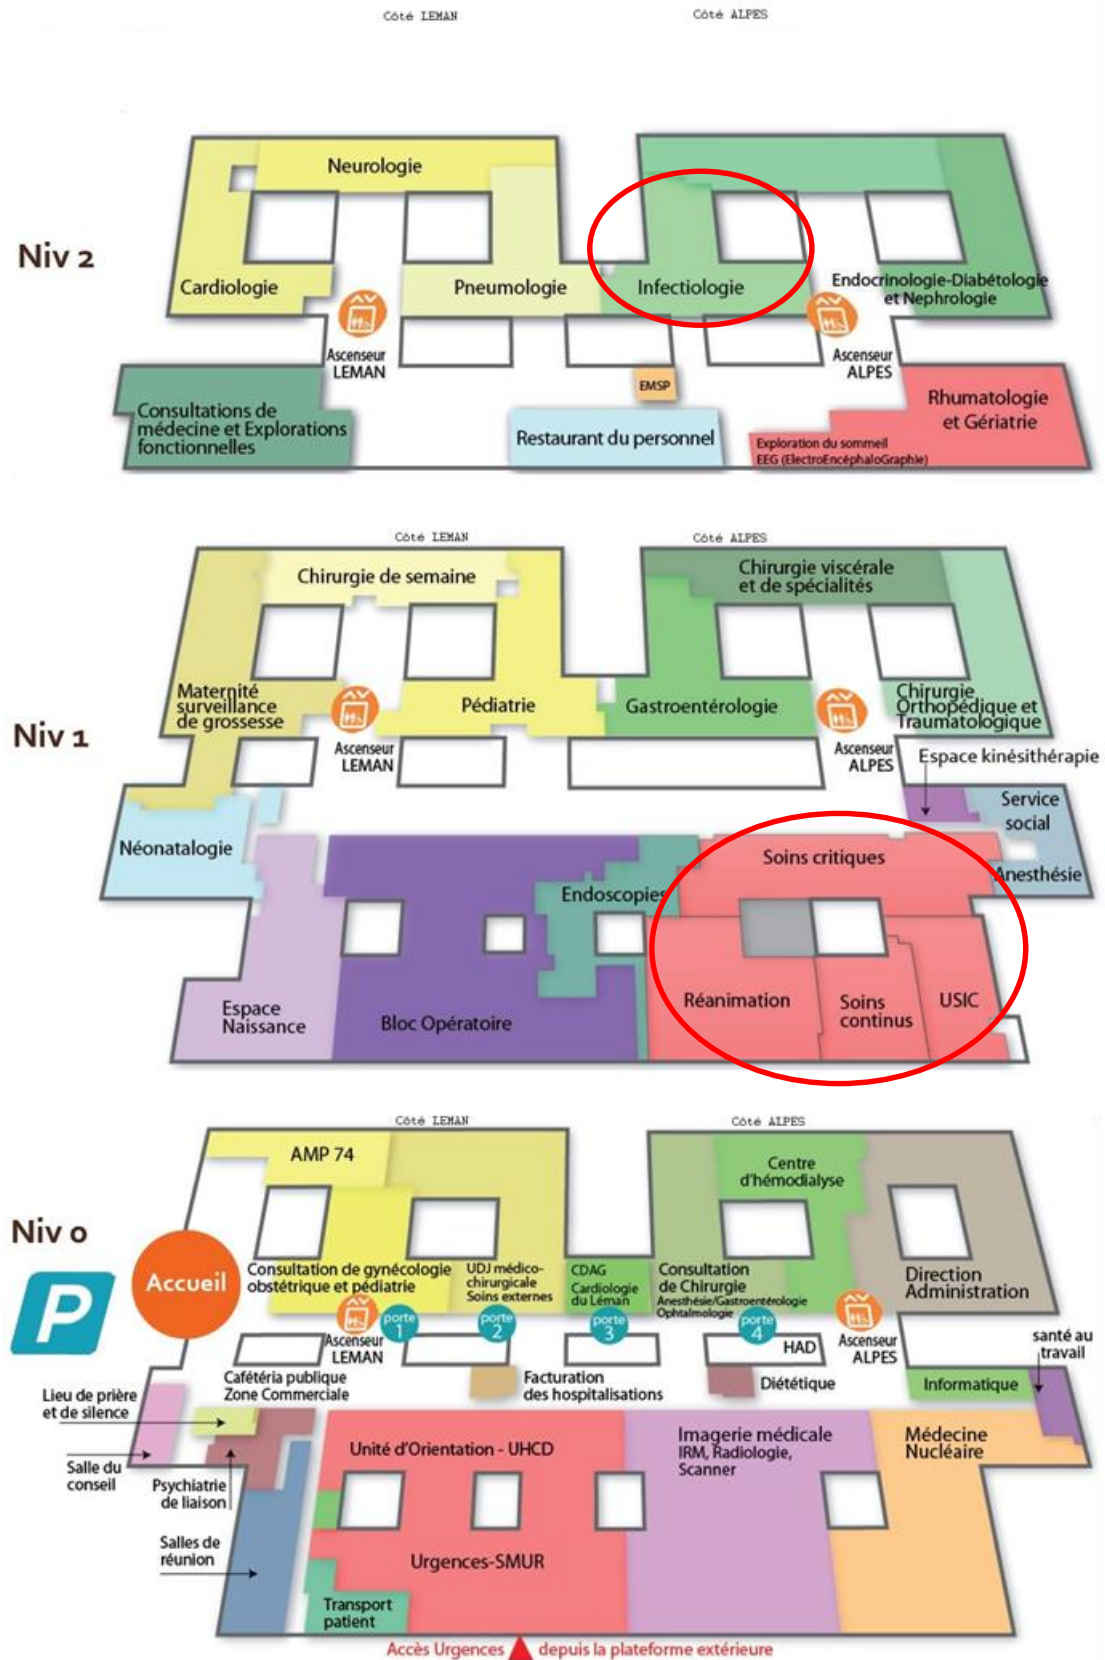 Côté LEMAN
Côté ALPES
Niv 2
Neurologie
Cardiologie
Pneumologie
Infectiologie
Endocrinologie-Diabétologie
et Nephrologie
Ascenseur
LEMAN
Ascenseur
ALPES
EMSP
Consultations de
médecine et Explorations
fonctionnelles
Restaurant du personnel
Rhumatologie
et Gériatrie
Exploration du sommeil
EEG (ElectroEncéphaloGraphie)
Côté LEMAN
Côté ALPES
Niv 1
Chirurgie de semaine
Chirurgie viscérale
et de spécialités
Maternité
surveillance
de grossesse
Pédiatrie
Gastroentérologie
Chirurgie
Orthopédique et
Traumatologique
Ascenseur
LEMAN
Ascenseur
ALPES
Espace kinésithérapie
Service
social
Néonatalogie
Soins critiques
Anesthésie
Endoscopies
Espace
Naissance
Bloc Opératoire
Réanimation
Soins
continus
USIC
Côté LEMAN
Côté ALPES
Niv 0
AMP 74
Centre
d'hémodialyse
P
Accueil
Consultation de gynécologie
obstétrique et pédiatrie
UDJ médico-
chirurgicale
Soins externes
CDAG
Cardiologie
du Léman
Consultation
de Chirurgie
Anesthésie/Gastroentérologie
Ophtalmologie
Direction
Administration
porte
1
porte
2
porte
3
porte
4
Ascenseur
LEMAN
HAD
Ascenseur
ALPES
santé au
travail
Cafétéria publique
Zone Commerciale
Facturation
des hospitalisations
Diététique
Informatique
Lieu de prière
et de silence
Salle du
conseil
Psychiatrie
de liaison
Unité d'Orientation - UHCD
Imagerie médicale
IRM, Radiologie,
Scanner
Médecine
Nucléaire
Salles de
réunion
Urgences-SMUR
Transport
patient
Accès Urgences depuis la plateforme extérieure